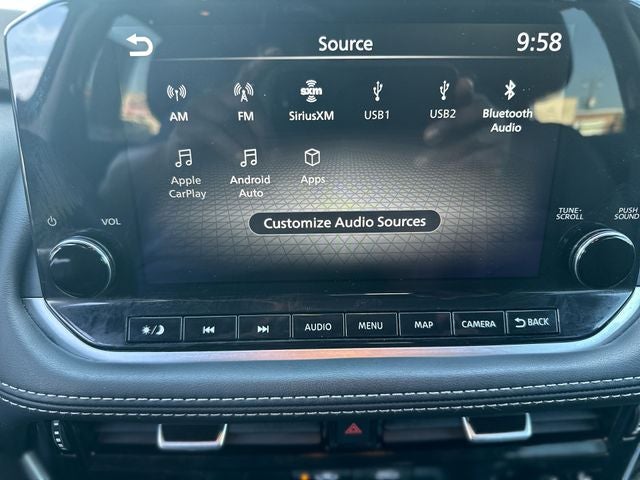 Source
9:58
AM
FM
sxm
SiriusXM
USB1
USB2
Bluetooth
Audio
Apple
CarPlay
Android
Auto
Apps
Customize Audio Sources
VOL
TUNE-
SCROLL
PUSH
SOUND
AUDIO
MENU
MAP
CAMERA
BACK